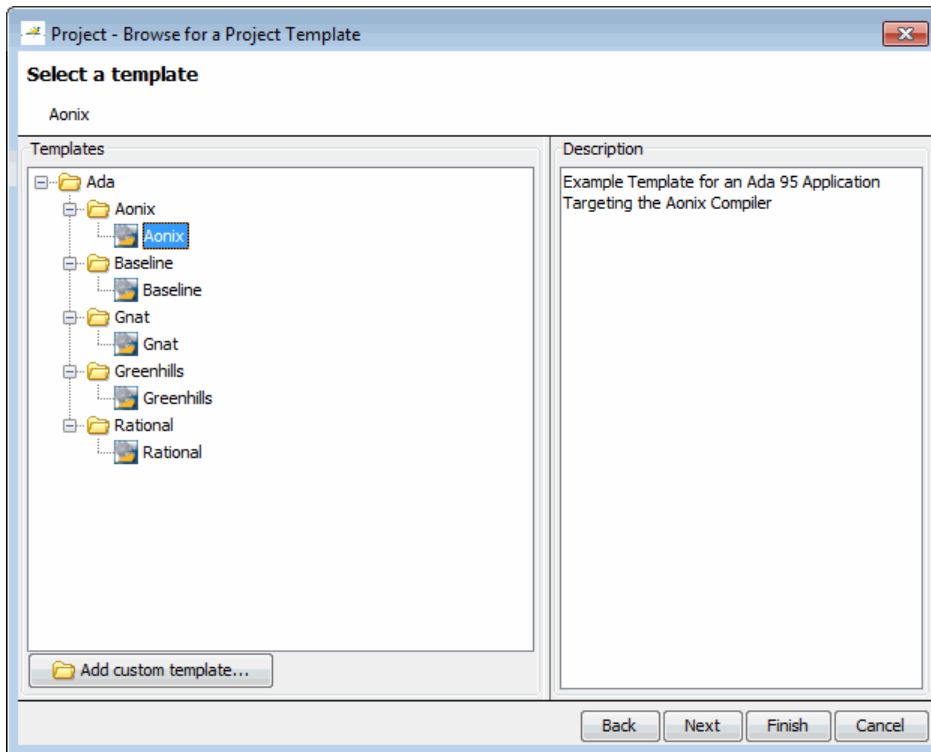 Project - Browse for a Project Template
Select a template
Aonix
Templates
Ada
Aonix
Aonix
Baseline
Baseline
Gnat
Gnat
Greenhills
Greenhills
Rational
Rational
Add custom template...
Description
Example Template for an Ada 95 Application
Targeting the Aonix Compiler
Back
Next
Finish
Cancel